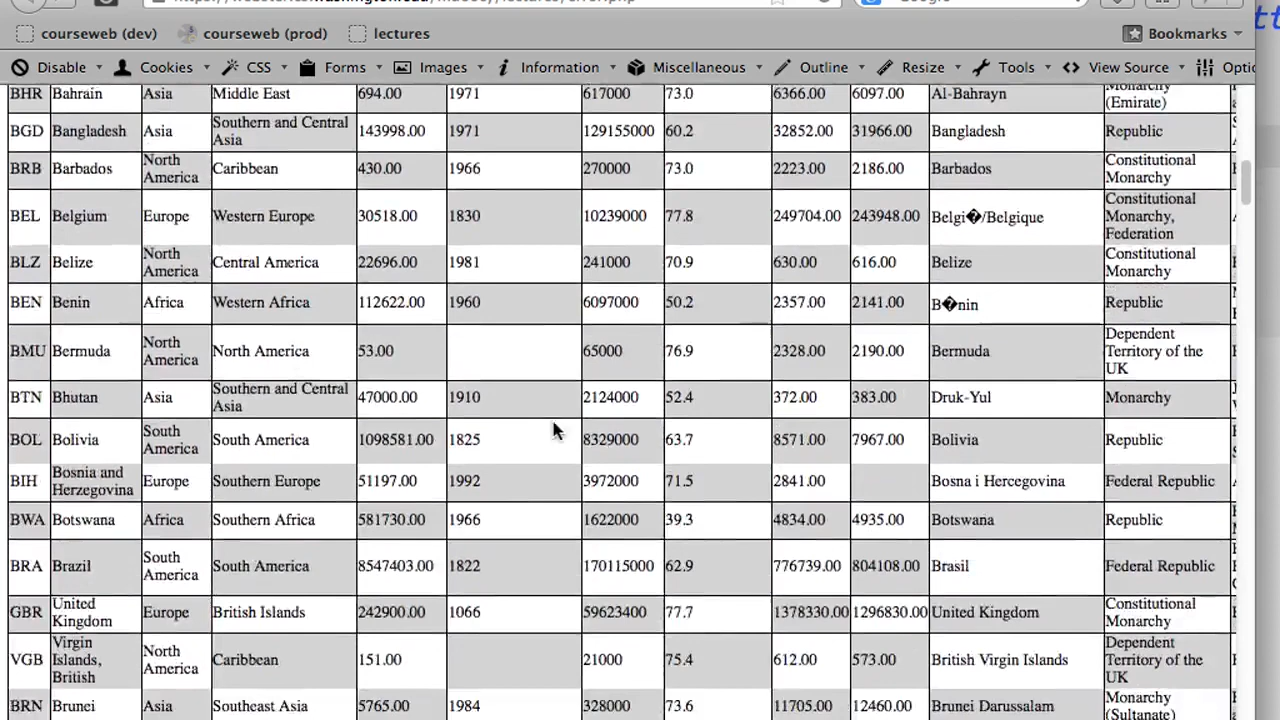 courseweb (dev) courseweb (prod) lectures Bookmarks
Disable Cookies CSS Forms Images Information Miscellaneous Outline Resize Tools View Source
BHR Bahrain Asia Middle East 694.00 1971 617000 73.0 6366.00 6097.00 Al-Bahrayn Monarchy (Emirate)
BGD Bangladesh Asia Southern and Central Asia 143998.00 1971 129155000 60.2 32852.00 31966.00 Bangladesh Republic
BRB Barbados North America Caribbean 430.00 1966 270000 73.0 2223.00 2186.00 Barbados Constitutional Monarchy
BEL Belgium Europe Western Europe 30518.00 1830 10239000 77.8 249704.00 243948.00 Belgi�/Belgique Constitutional Monarchy, Federation
BLZ Belize North America Central America 22696.00 1981 241000 70.9 630.00 616.00 Belize Constitutional Monarchy
BEN Benin Africa Western Africa 112622.00 1960 6097000 50.2 2357.00 2141.00 B�nin Republic
BMU Bermuda North America North America 53.00 65000 76.9 2328.00 2190.00 Bermuda Dependent Territory of the UK
BTN Bhutan Asia Southern and Central Asia 47000.00 1910 2124000 52.4 372.00 383.00 Druk-Yul Monarchy
BOL Bolivia South America South America 1098581.00 1825 8329000 63.7 8571.00 7967.00 Bolivia Republic
BIH Bosnia and Herzegovina Europe Southern Europe 51197.00 1992 3972000 71.5 2841.00 Bosna i Hercegovina Federal Republic
BWA Botswana Africa Southern Africa 581730.00 1966 1622000 39.3 4834.00 4935.00 Botswana Republic
BRA Brazil South America South America 8547403.00 1822 170115000 62.9 776739.00 804108.00 Brasil Federal Republic
GBR United Kingdom Europe British Islands 242900.00 1066 59623400 77.7 1378330.00 1296830.00 United Kingdom Constitutional Monarchy
VGB Virgin Islands, British North America Caribbean 151.00 21000 75.4 612.00 573.00 British Virgin Islands Dependent Territory of the UK
BRN Brunei Asia Southeast Asia 5765.00 1984 328000 73.6 11705.00 12460.00 Brunei Darussalam Monarchy (Sultanate)